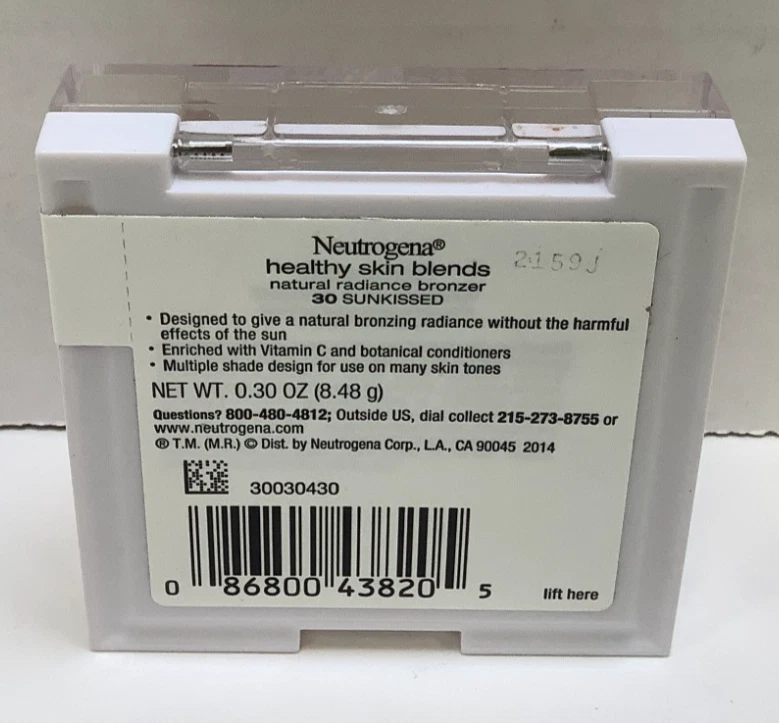 Neutrogena®
2159J
healthy skin blends
natural radiance bronzer
30 SUNKISSED
• Designed to give a natural bronzing radiance without the harmful
effects of the sun
• Enriched with Vitamin C and botanical conditioners
• Multiple shade design for use on many skin tones
NET WT. 0.30 OZ (8.48 g)
Questions? 800-480-4812; Outside US, dial collect 215-273-8755 or
www.neutrogena.com
® T.M. (M.R.) © Dist. by Neutrogena Corp., L.A., CA 90045 2014
30030430
0 86800 43820 5
lift here